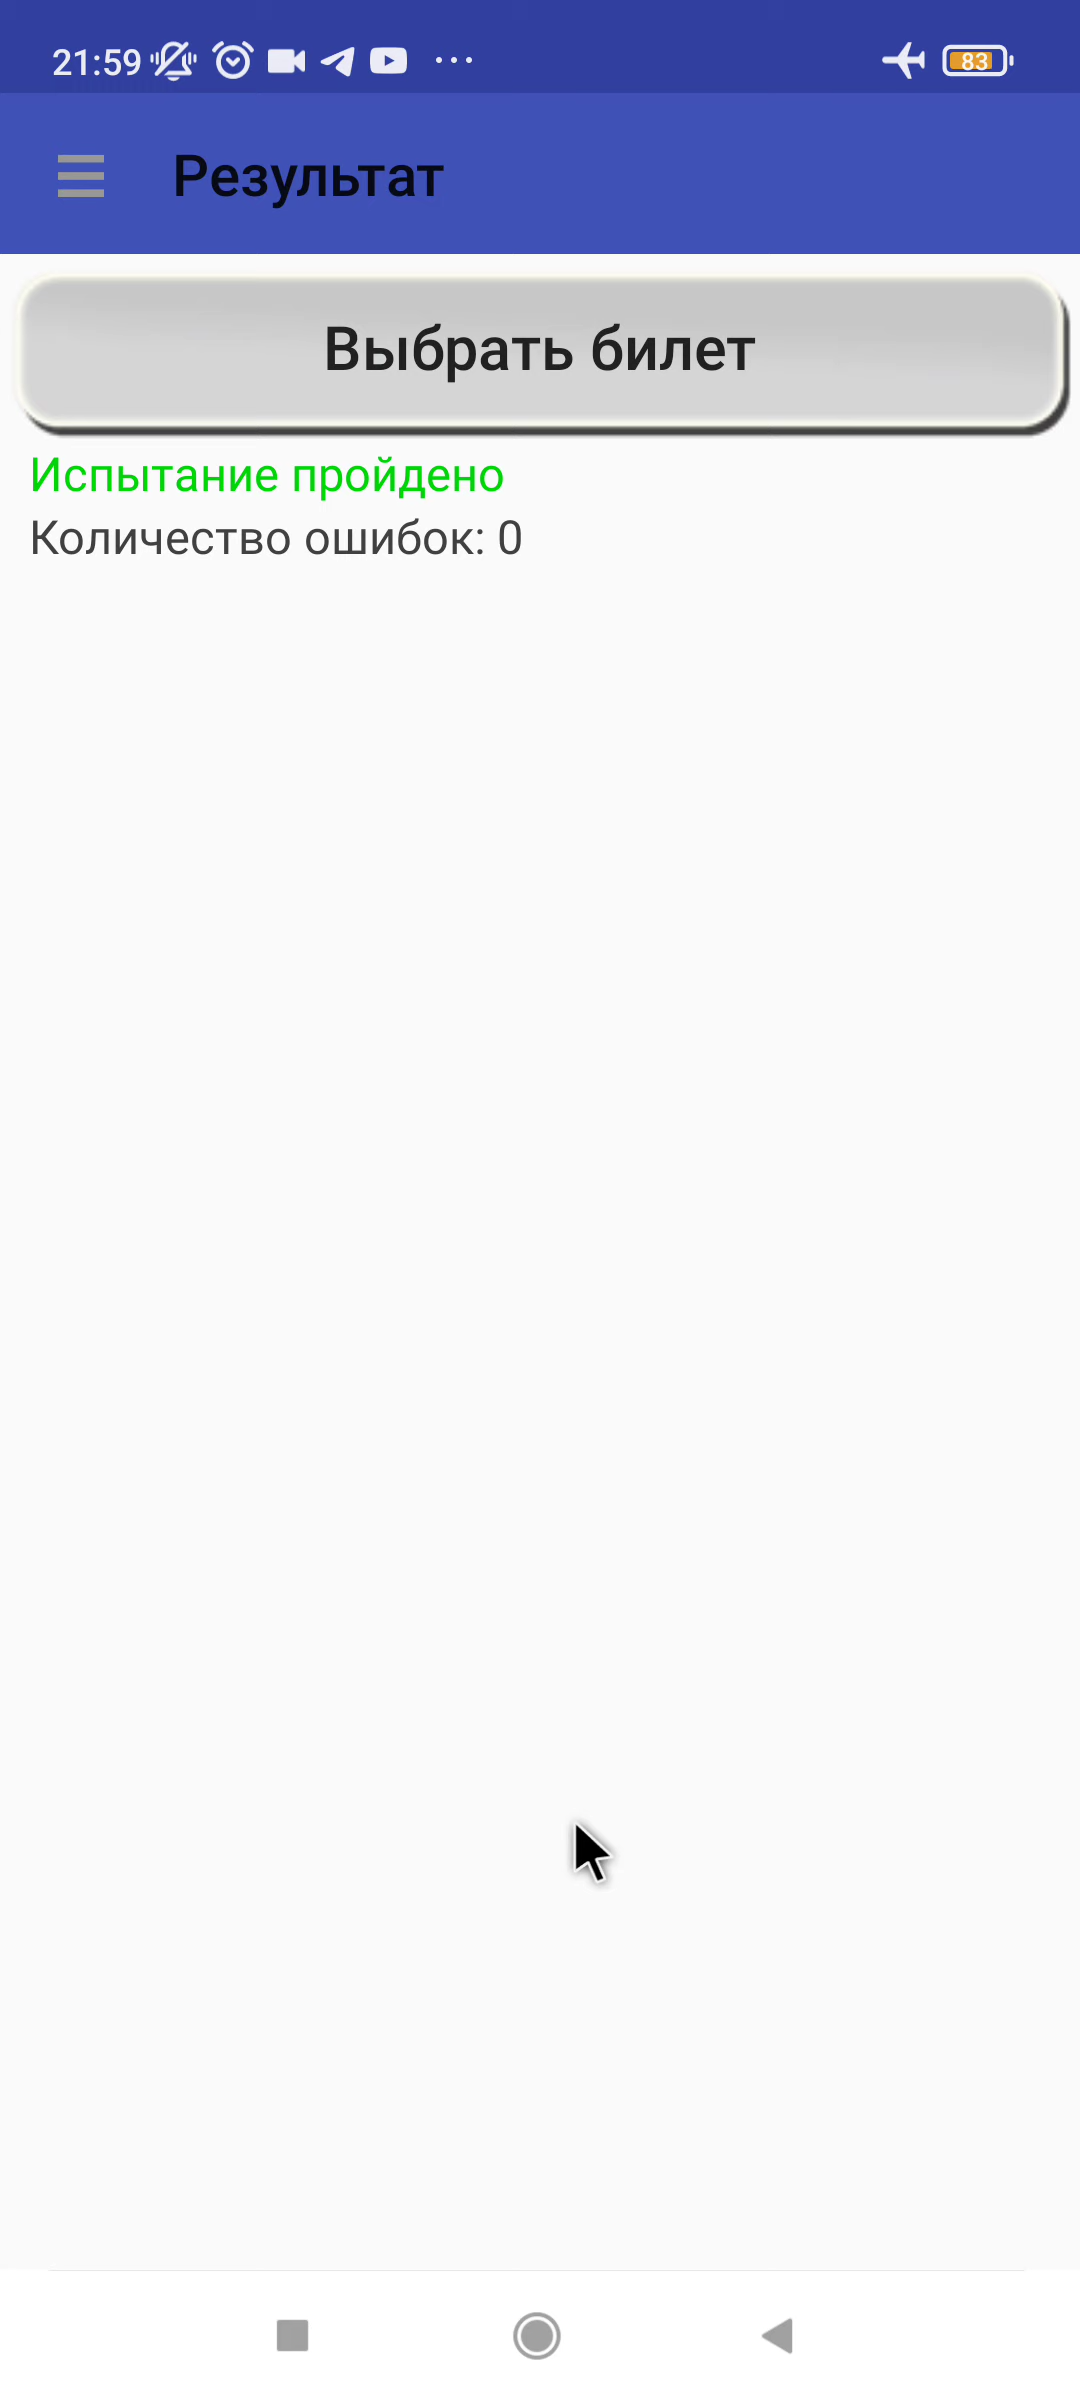 21:59 83
Результат
Выбрать билет
Испытание пройдено
Количество ошибок: 0